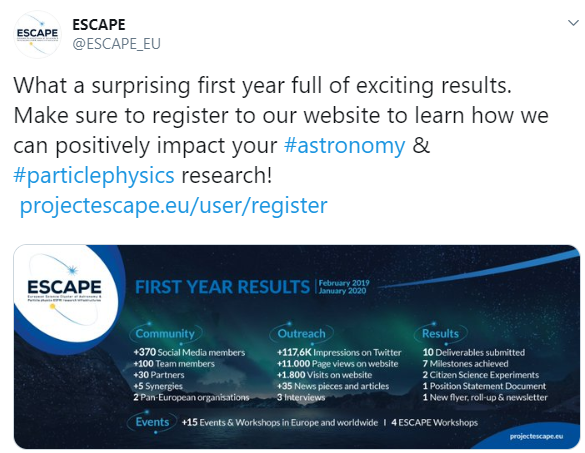 ESCAPE
ESCAPE
@ESCAPE_EU
What a surprising first year full of exciting results.
Make sure to register to our website to learn how we
can positively impact your #astronomy &
#particlephysics research!
projectescape.eu/user/register
ESCAPE
European Science Cluster of Astronomy &
Particle physics ESFRI research infrastructures
FIRST YEAR RESULTS | February 2019
January 2020
Community
+370 Social Media members
+100 Team members
+30 Partners
+5 Synergies
2 Pan-European organisations
Outreach
+117,6K Impressions on Twitter
+11.000 Page views on website
+1.800 Visits on website
+35 News pieces and articles
3 Interviews
Results
10 Deliverables submitted
7 Milestones achieved
2 Citizen Science Experiments
1 Position Statement Document
1 New flyer, roll-up & newsletter
Events +15 Events & Workshops in Europe and worldwide | 4 ESCAPE Workshops
projectescape.eu